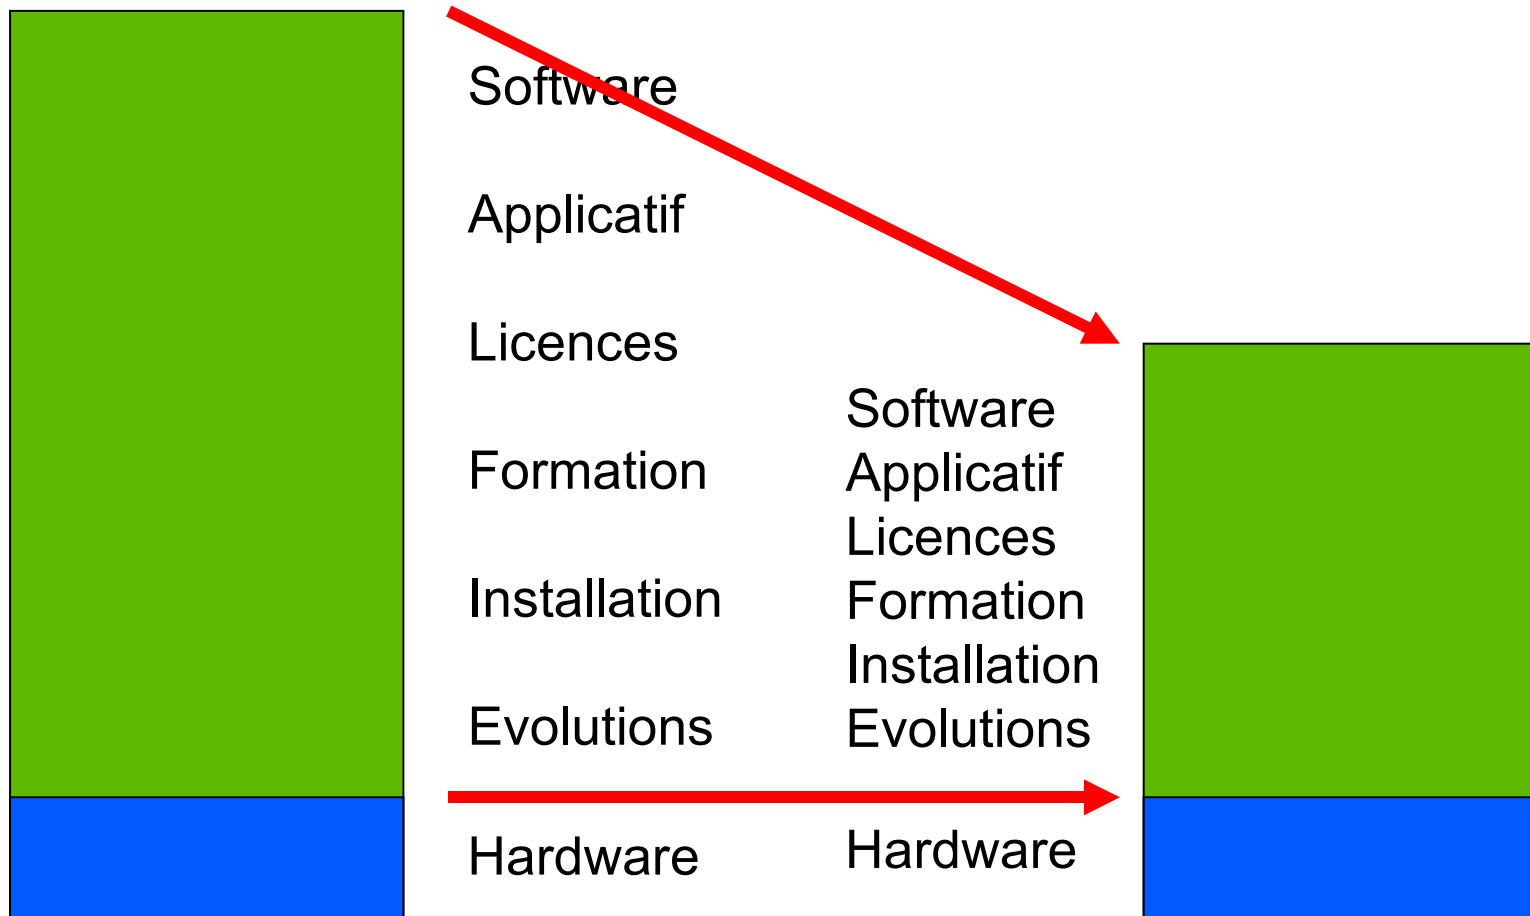 Software
Applicatif
Licences
Formation
Installation
Evolutions
Hardware
Software
Applicatif
Licences
Formation
Installation
Evolutions
Hardware